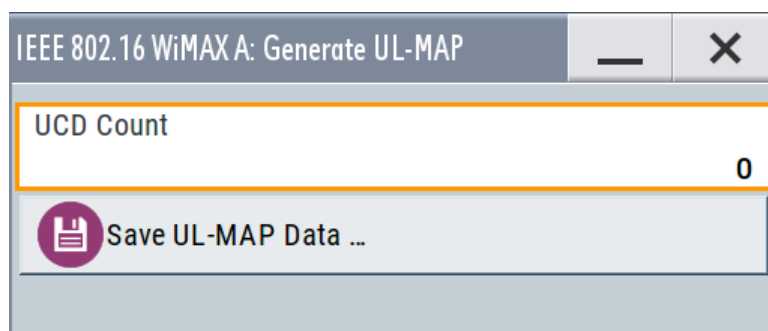 IEEE 802.16 WiMAX A: Generate UL-MAP
UCD Count
0
Save UL-MAP Data ...